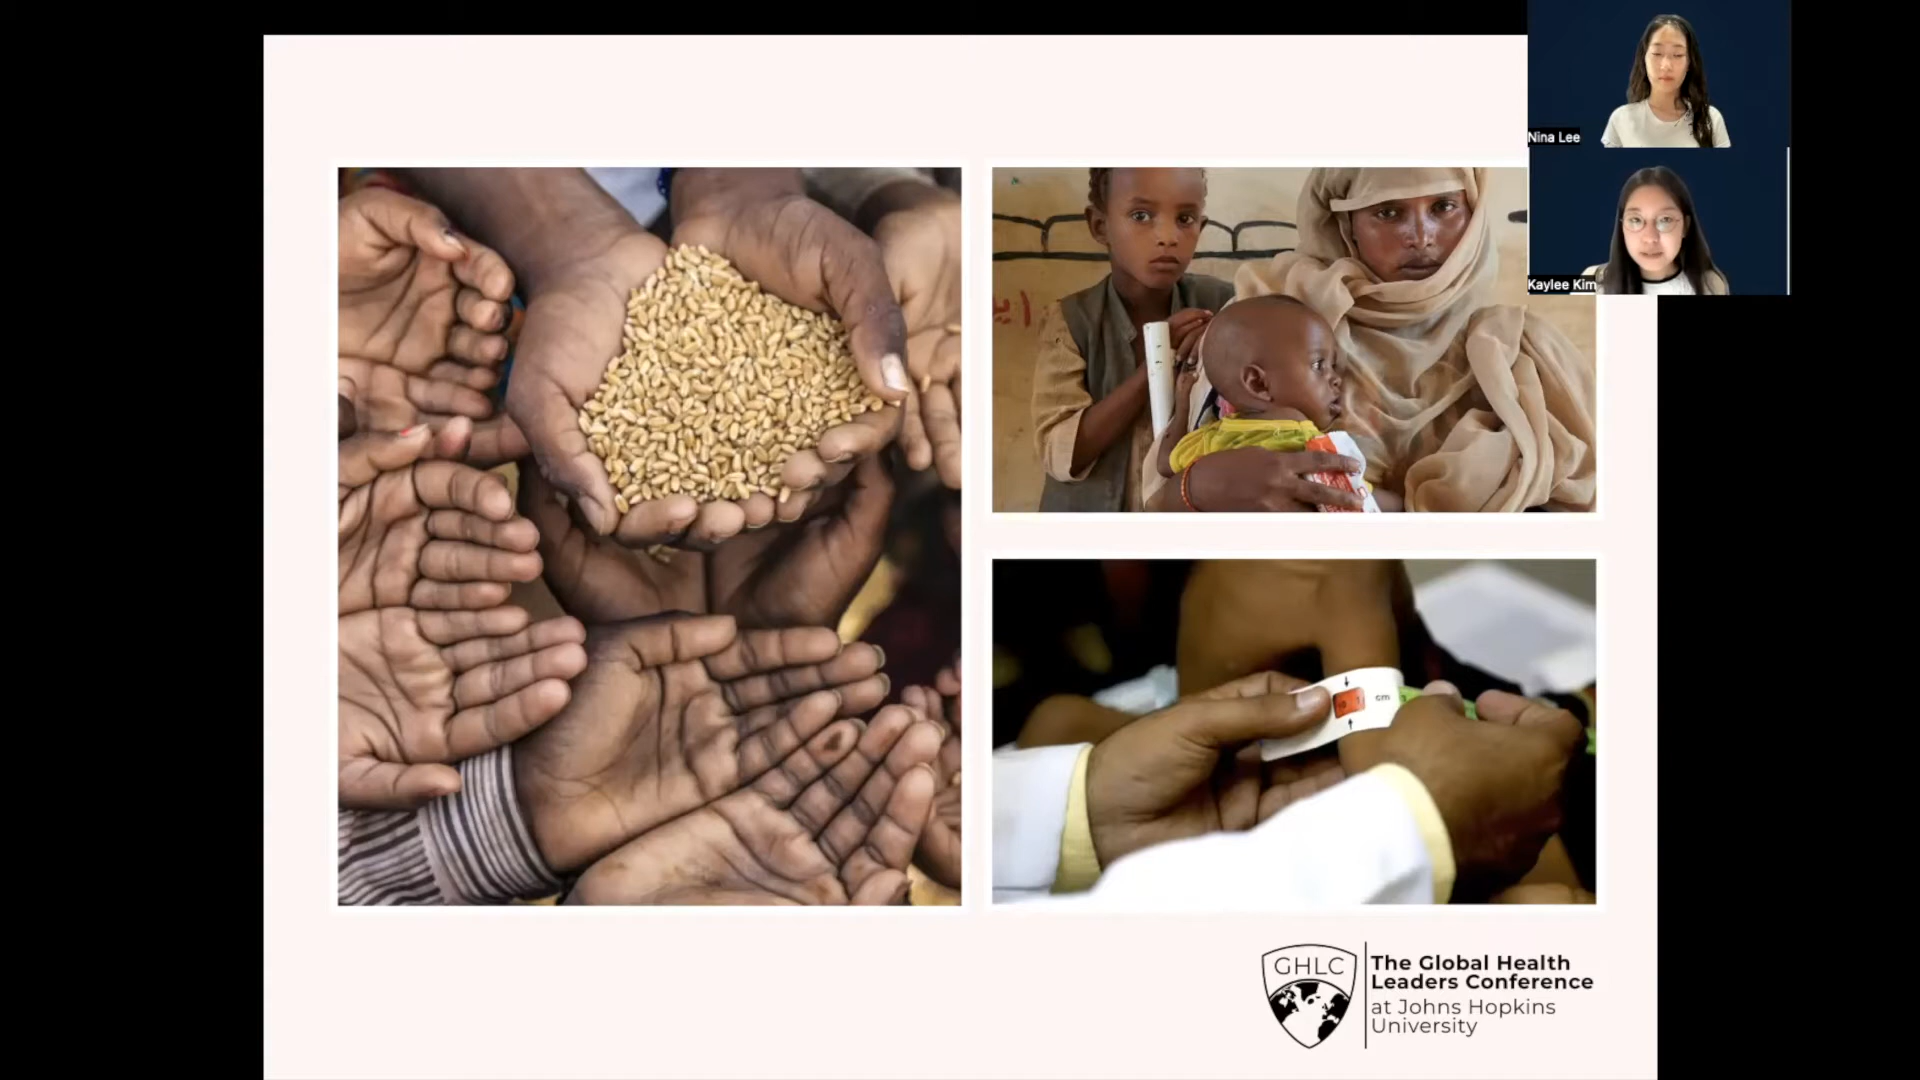 Nina Lee
Kaylee Kim
cm
GHLC
The Global Health
Leaders Conference
at Johns Hopkins
University